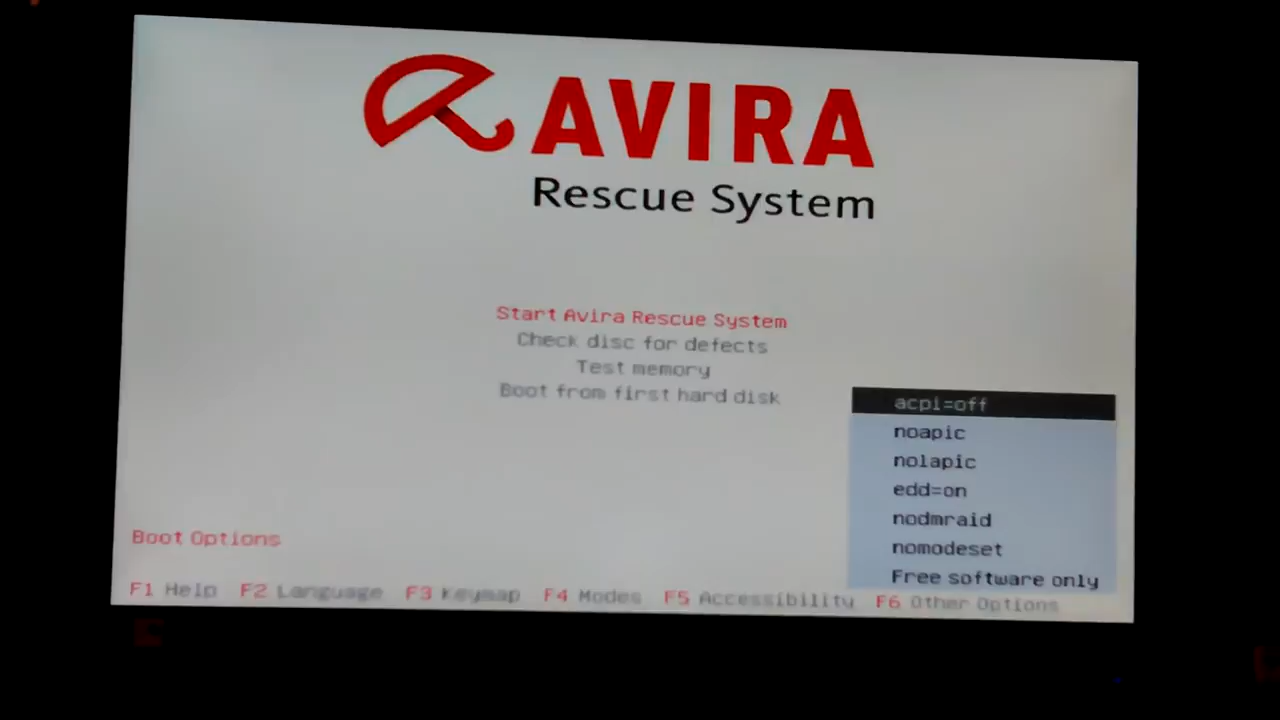 AVIRA
Rescue System
Start Avira Rescue System
Check disc for defects
Test memory
Boot from first hard disk
acpi=off
noapic
nolapic
edd=on
nodmraid
nomodeset
Free software only
Boot Options
F1 Help F2 Language F3 Keymap F4 Modes F5 Accessibility F6 Other Options